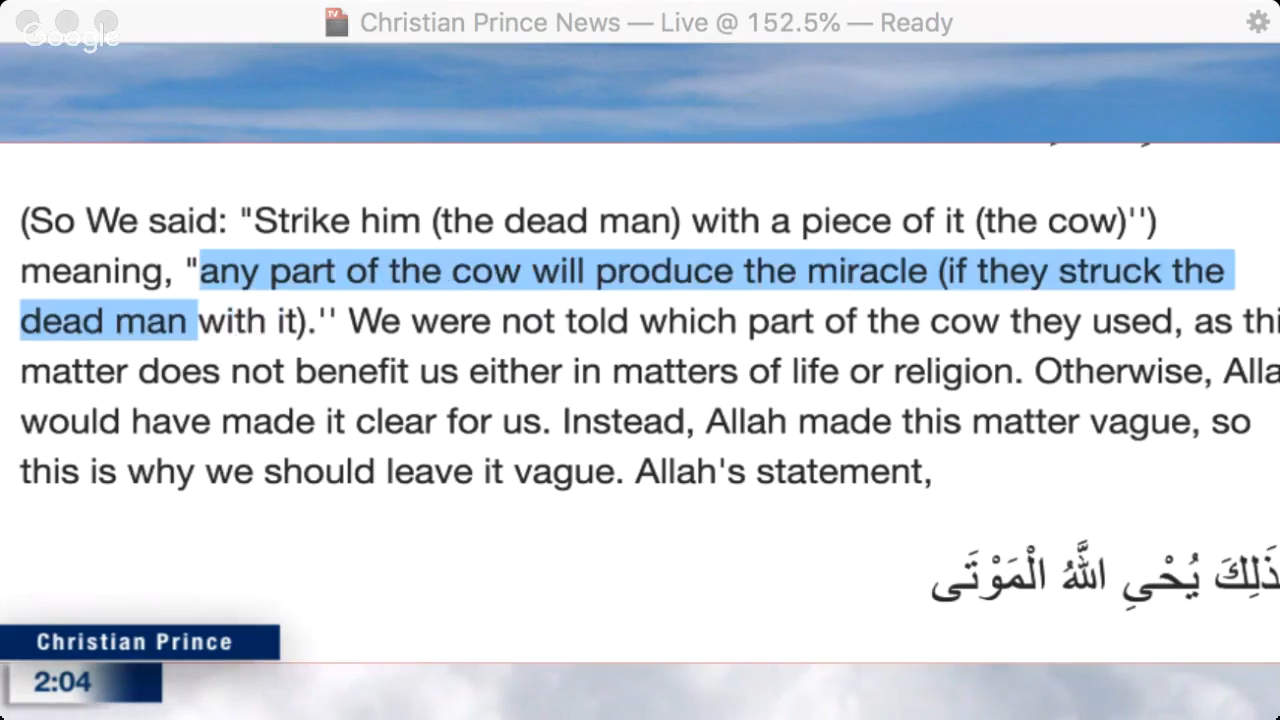 Christian Prince News — Live @ 152.5% — Ready
Google
(So We said: "Strike him (the dead man) with a piece of it (the cow)'')
meaning, "any part of the cow will produce the miracle (if they struck the
dead man with it).'' We were not told which part of the cow they used, as thi
matter does not benefit us either in matters of life or religion. Otherwise, Alla
would have made it clear for us. Instead, Allah made this matter vague, so
this is why we should leave it vague. Allah's statement,
ذَلِكَ يُحْىِ اللَّهُ الْمَوْتَى
Christian Prince
2:04